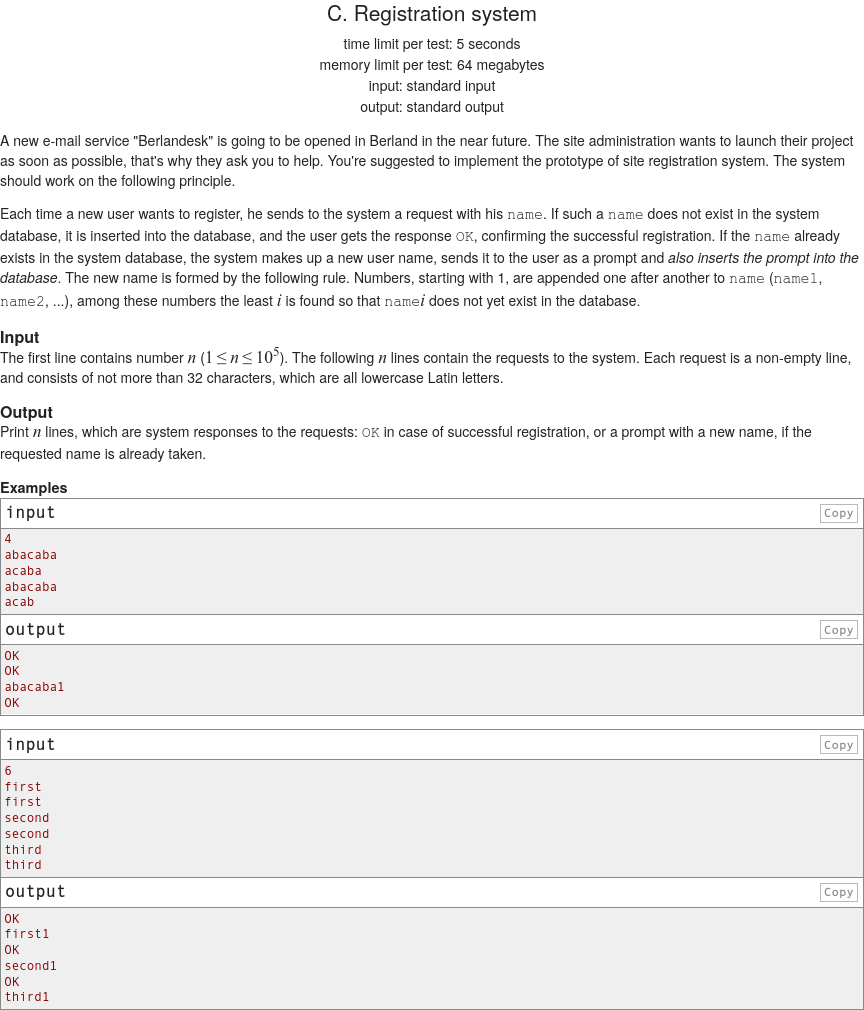 C. Registration system
time limit per test: 5 seconds
memory limit per test: 64 megabytes
input: standard input
output: standard output
A new e-mail service "Berlandesk" is going to be opened in Berland in the near future. The site administration wants to launch their project
as soon as possible, that's why they ask you to help. You're suggested to implement the prototype of site registration system. The system
should work on the following principle.
Each time a new user wants to register, he sends to the system a request with his name. If such a name does not exist in the system
database, it is inserted into the database, and the user gets the response OK, confirming the successful registration. If the name already
exists in the system database, the system makes up a new user name, sends it to the user as a prompt and also inserts the prompt into the
database. The new name is formed by the following rule. Numbers, starting with 1, are appended one after another to name (name1,
name2, ...), among these numbers the least i is found so that namei does not yet exist in the database.
Input
The first line contains number n (1 ≤ n ≤ 10⁵). The following n lines contain the requests to the system. Each request is a non-empty line,
and consists of not more than 32 characters, which are all lowercase Latin letters.
Output
Print n lines, which are system responses to the requests: OK in case of successful registration, or a prompt with a new name, if the
requested name is already taken.
Examples
input Copy
4
abacaba
acaba
abacaba
acab
output Copy
OK
OK
abacaba1
OK
input Copy
6
first
first
second
second
third
third
output Copy
OK
first1
OK
second1
OK
third1